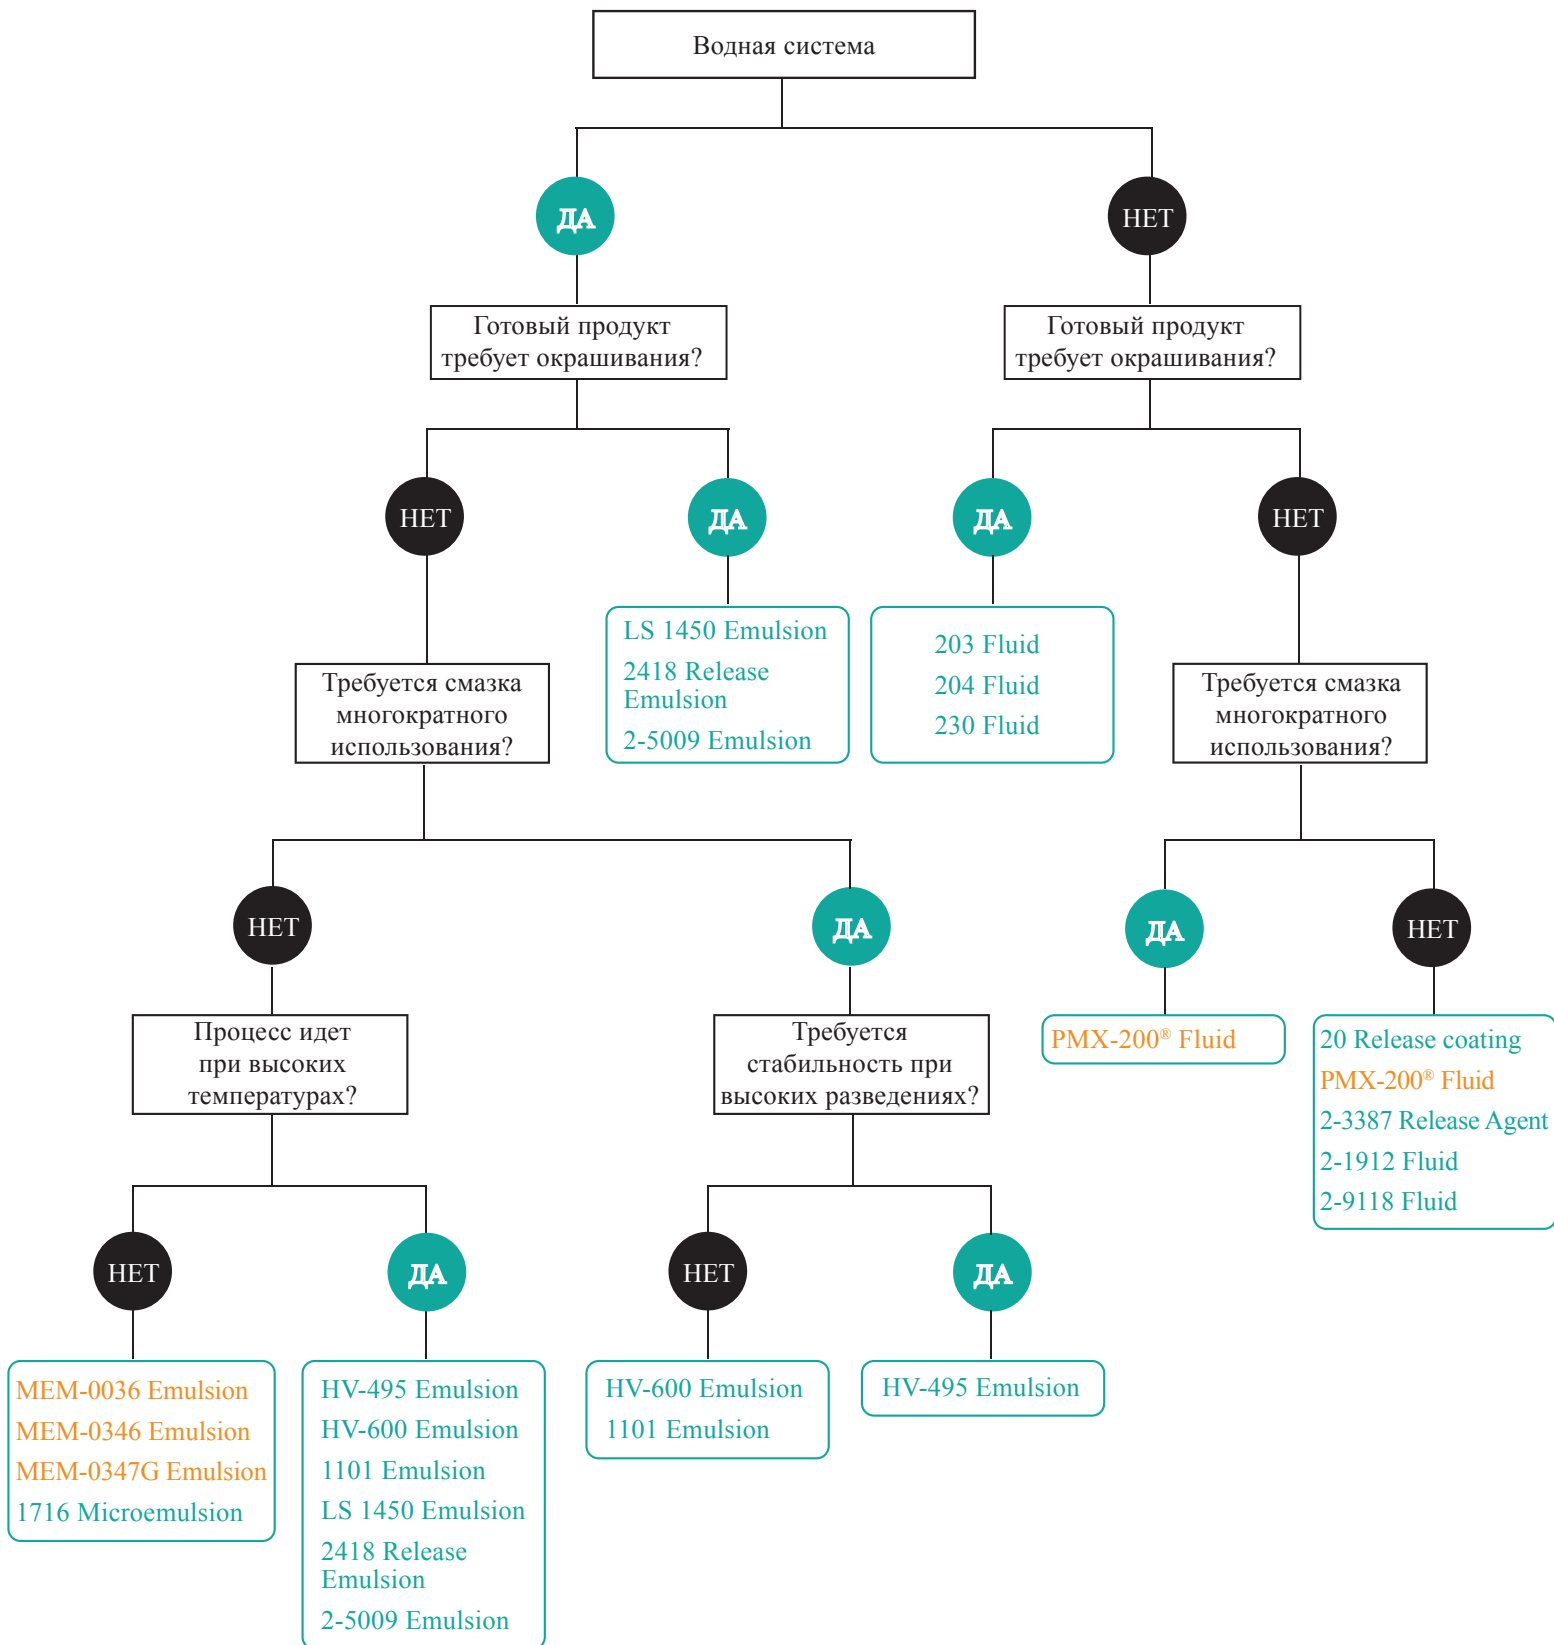 Водная система
ДА
НЕТ
Готовый продукт
требует окрашивания?
Готовый продукт
требует окрашивания?
НЕТ
ДА
ДА
НЕТ
LS 1450 Emulsion
2418 Release
Emulsion
2-5009 Emulsion
203 Fluid
204 Fluid
230 Fluid
Требуется смазка
многократного
использования?
Требуется смазка
многократного
использования?
НЕТ
ДА
ДА
НЕТ
Процесс идет
при высоких
температурах?
Требуется
стабильность при
высоких разведениях?
PMX-200® Fluid
20 Release coating
PMX-200® Fluid
2-3387 Release Agent
2-1912 Fluid
2-9118 Fluid
НЕТ
ДА
НЕТ
ДА
MEM-0036 Emulsion
MEM-0346 Emulsion
MEM-0347G Emulsion
1716 Microemulsion
HV-495 Emulsion
HV-600 Emulsion
1101 Emulsion
LS 1450 Emulsion
2418 Release
Emulsion
2-5009 Emulsion
HV-600 Emulsion
1101 Emulsion
HV-495 Emulsion